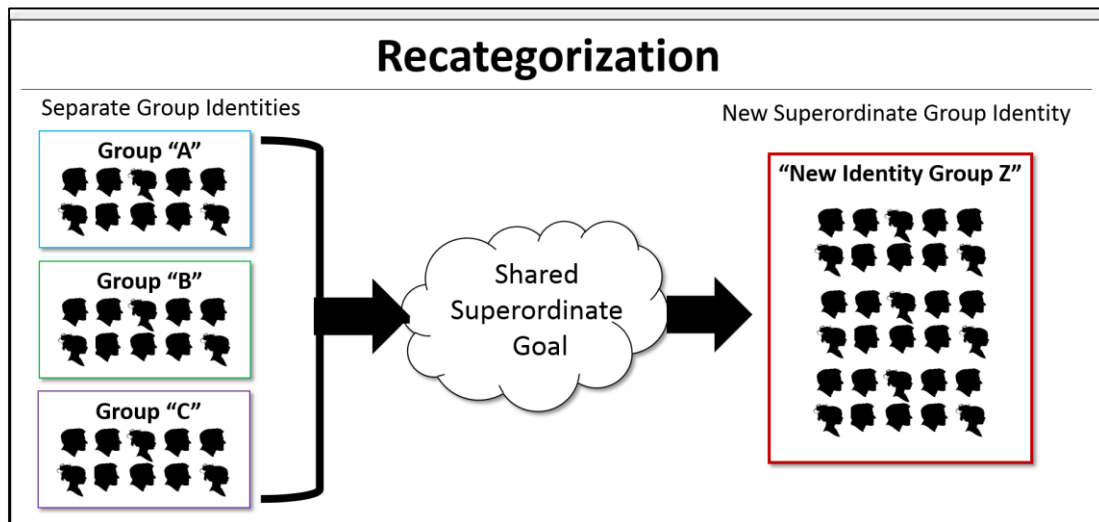 Recategorization
Separate Group Identities
New Superordinate Group Identity
Group “A”
Group “B”
Group “C”
Shared
Superordinate
Goal
“New Identity Group Z”